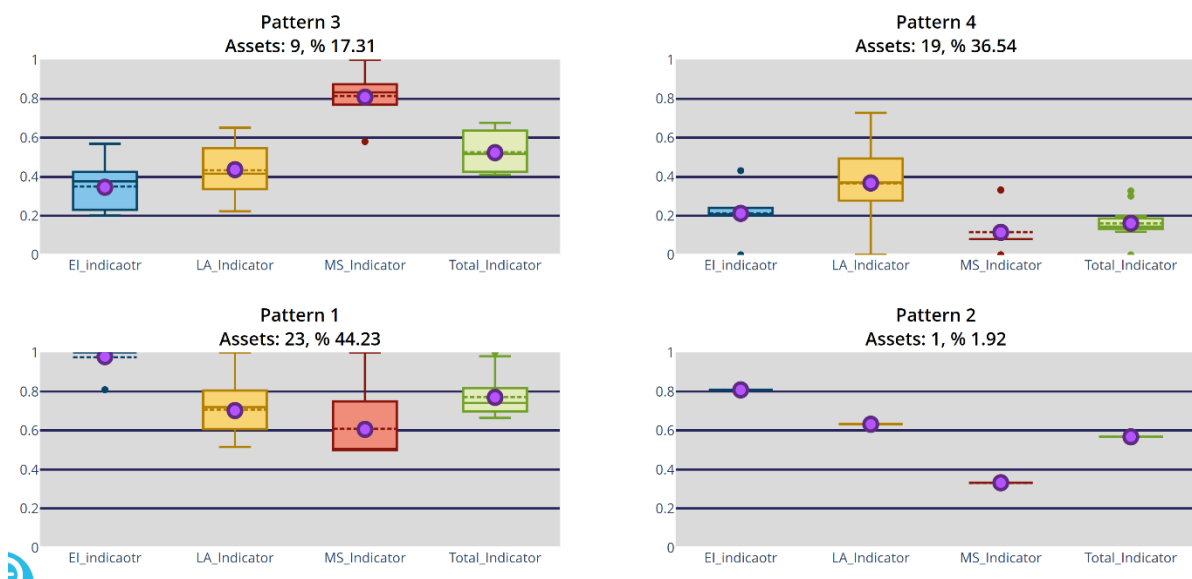 Pattern 3
Assets: 9, % 17.31
1
0.8
0.6
0.4
0.2
0
EI_indicaotr
LA_Indicator
MS_Indicator
Total_Indicator
Pattern 4
Assets: 19, % 36.54
1
0.8
0.6
0.4
0.2
0
EI_indicaotr
LA_Indicator
MS_Indicator
Total_Indicator
Pattern 1
Assets: 23, % 44.23
1
0.8
0.6
0.4
0.2
0
EI_indicaotr
LA_Indicator
MS_Indicator
Total_Indicator
Pattern 2
Assets: 1, % 1.92
1
0.8
0.6
0.4
0.2
0
EI_indicaotr
LA_Indicator
MS_Indicator
Total_Indicator